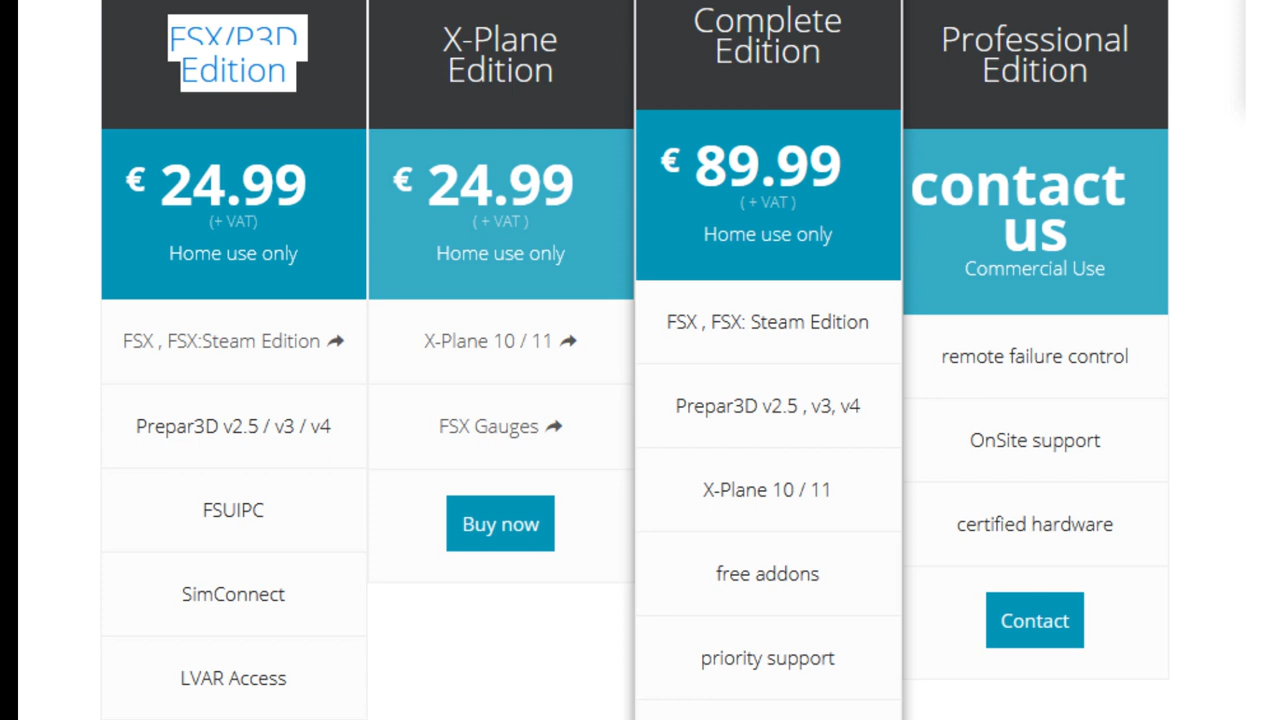 FSX/P3D
Edition
€ 24.99
(+ VAT)
Home use only
FSX , FSX:Steam Edition
Prepar3D v2.5 / v3 / v4
FSUIPC
SimConnect
LVAR Access
X-Plane
Edition
€ 24.99
( + VAT )
Home use only
X-Plane 10 / 11
FSX Gauges
Buy now
Complete
Edition
€ 89.99
( + VAT )
Home use only
FSX , FSX: Steam Edition
Prepar3D v2.5 , v3, v4
X-Plane 10 / 11
free addons
priority support
Professional
Edition
contact
us
Commercial Use
remote failure control
OnSite support
certified hardware
Contact